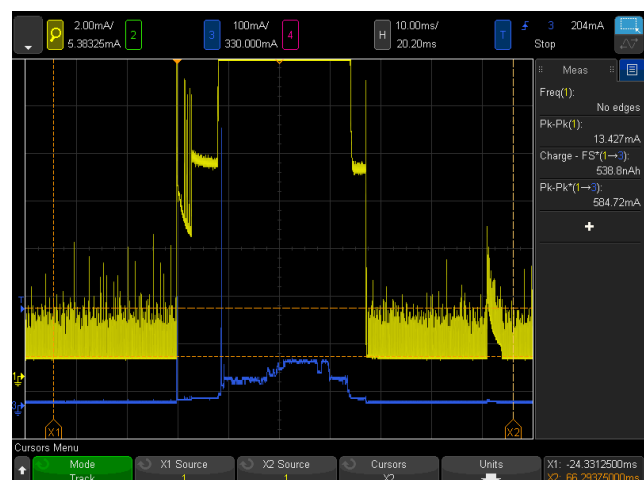 2.00mA/
5.38325mA
2
3
100mA/
330.000mA
4
H
10.00ms/
20.20ms
T
3
204mA
Stop
Meas
Freq(1):
No edges
Pk-Pk(1):
13.427mA
Charge - FS*(1→3):
538.8nAh
Pk-Pk*(1→3):
584.72mA
+
T
1
3
X1
X2
Cursors Menu
Mode
Track
X1 Source
1
X2 Source
1
Cursors
X2
Units
X1: -24.3312500ms
X2: 66.29375000ms